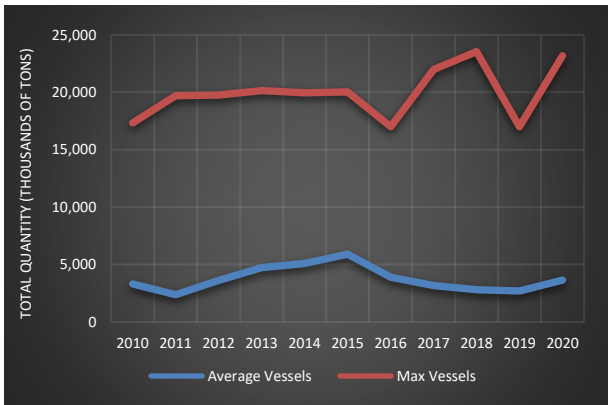 TOTAL QUANTITY (THOUSANDS OF TONS)
25,000
20,000
15,000
10,000
5,000
0
2010 2011 2012 2013 2014 2015 2016 2017 2018 2019 2020
Average Vessels Max Vessels